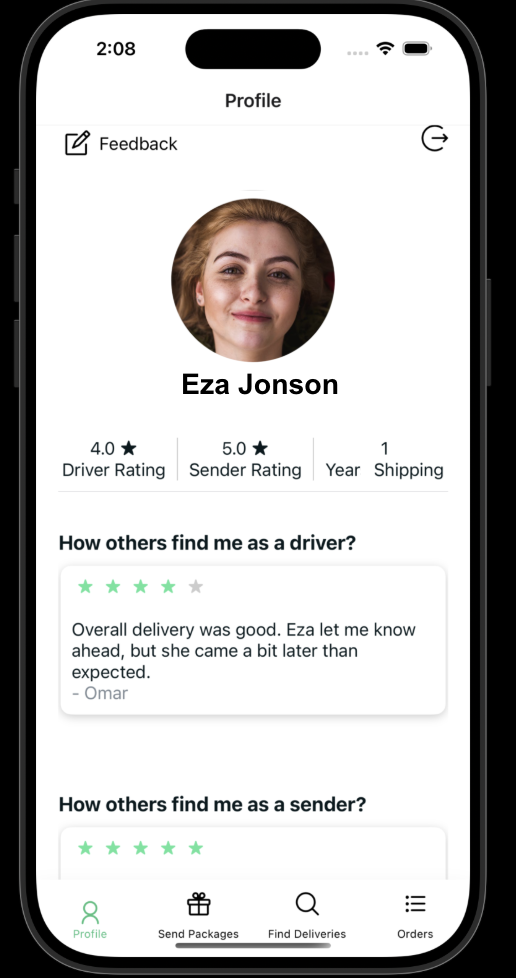 2:08
Profile
Feedback
Eza Jonson
4.0 ★ 5.0 ★ 1
Driver Rating Sender Rating Year Shipping
How others find me as a driver?
Overall delivery was good. Eza let me know
ahead, but she came a bit later than
expected.
- Omar
How others find me as a sender?
Profile Send Packages Find Deliveries Orders